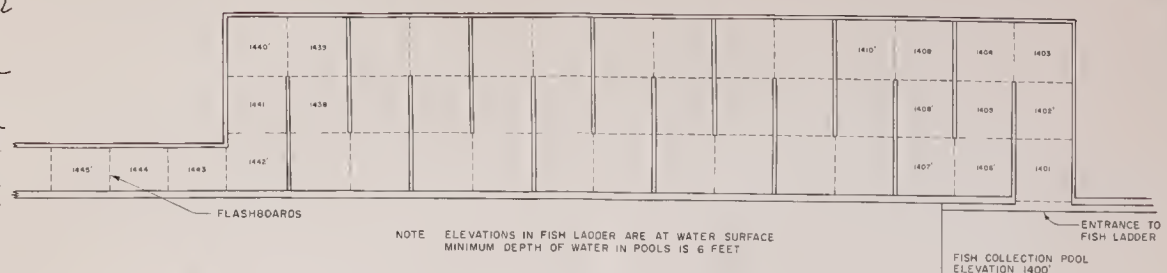 1440' 1439 1410' 1409 1404 1403
1441 1438 1408' 1405 1402'
1445' 1444 1443 1442' 1407' 1406' 1401
FLASHBOARDS
NOTE ELEVATIONS IN FISH LADDER ARE AT WATER SURFACE
MINIMUM DEPTH OF WATER IN POOLS IS 6 FEET
ENTRANCE TO
FISH LADDER
FISH COLLECTION POOL
ELEVATION 1400'